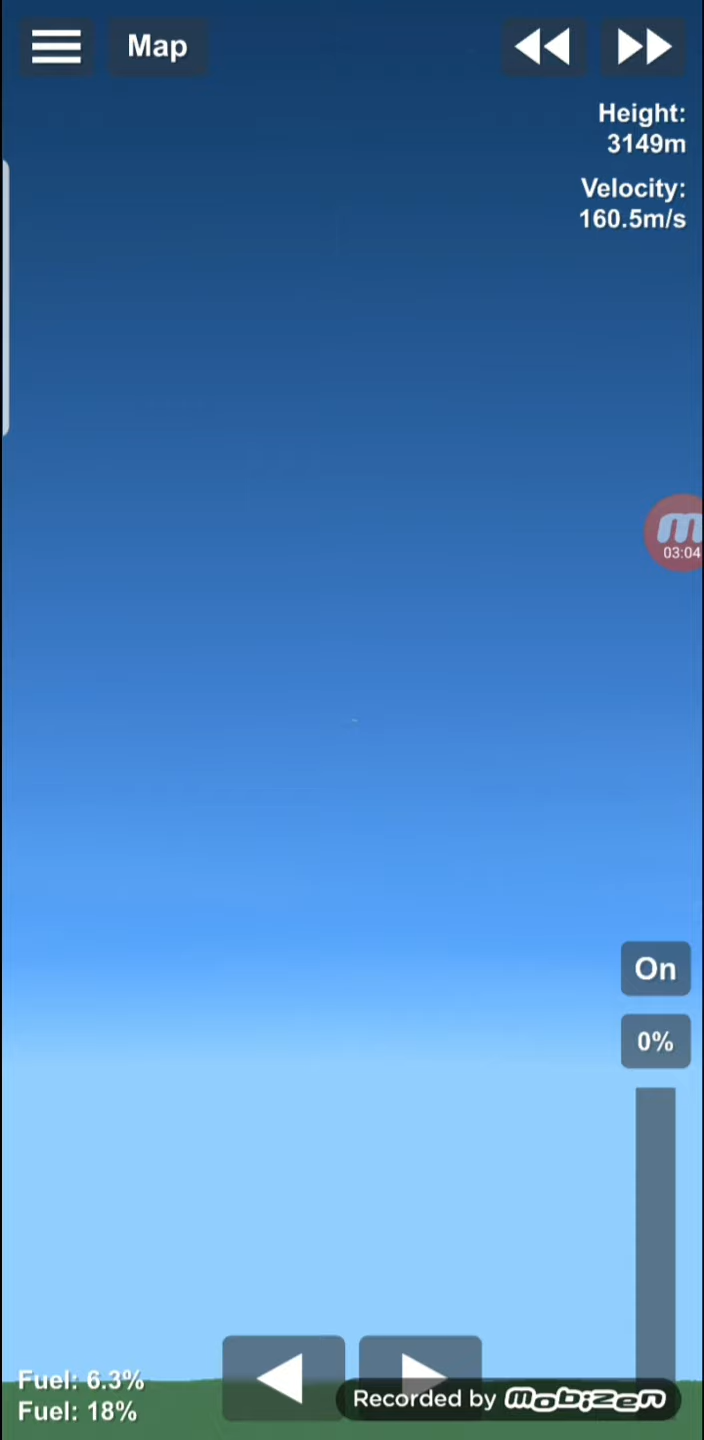 Map
Height:
3149m
Velocity:
160.5m/s
m
03:04
On
0%
Fuel: 6.3%
Fuel: 18%
Recorded by mobizen